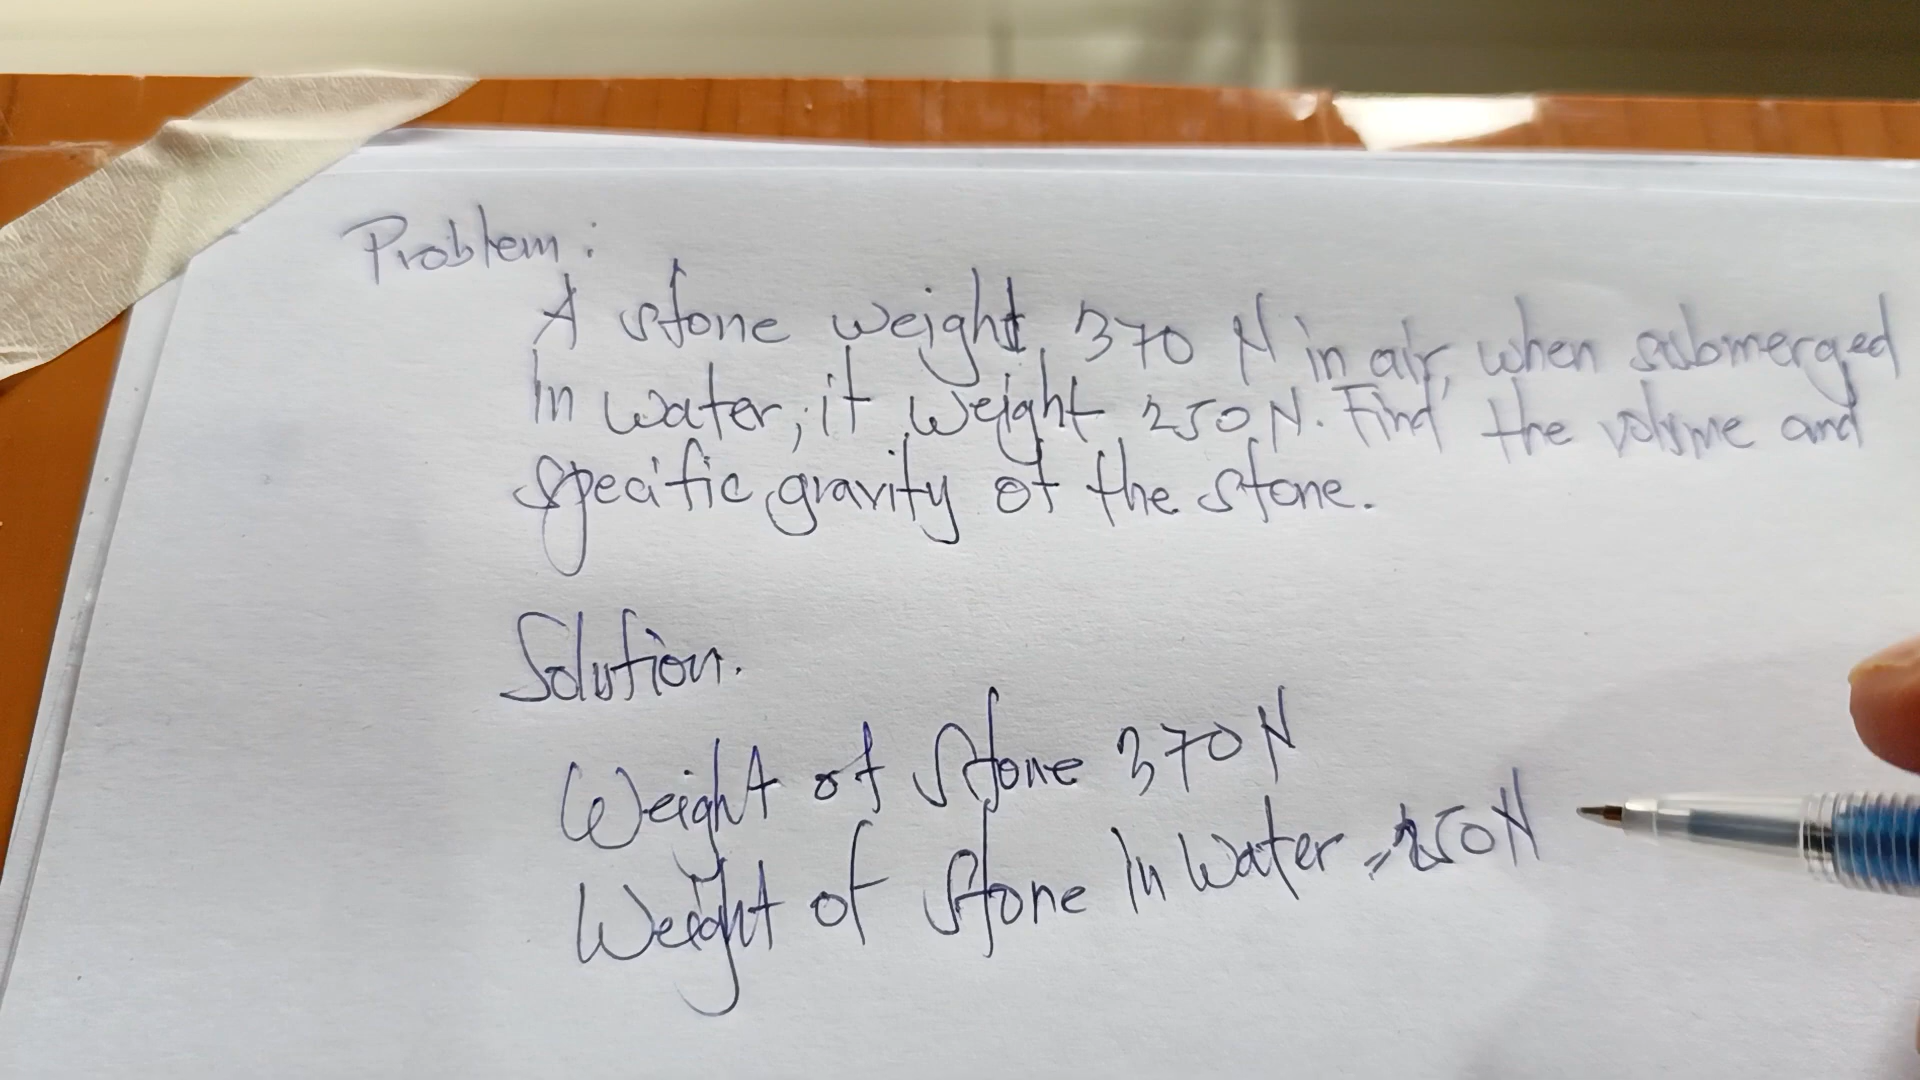 Problem:
A stone weight 370 N in air, when submerged
In water, it weight 250 N. Find the volume and
specific gravity of the stone.
Solution.
Weight of stone 370 N
Weight of stone in water = 250 N